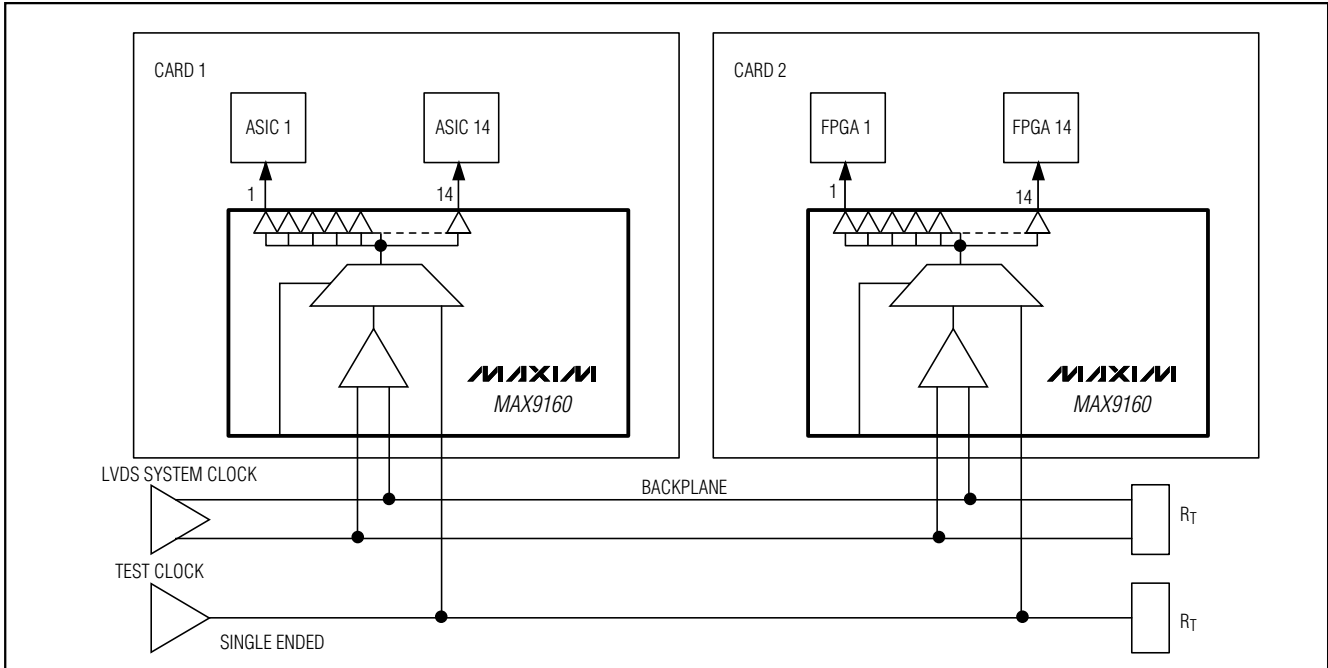 CARD 1
ASIC 1
ASIC 14
1
14
MAXIM
MAX9160
CARD 2
FPGA 1
FPGA 14
1
14
MAXIM
MAX9160
LVDS SYSTEM CLOCK
BACKPLANE
RT
TEST CLOCK
SINGLE ENDED
RT